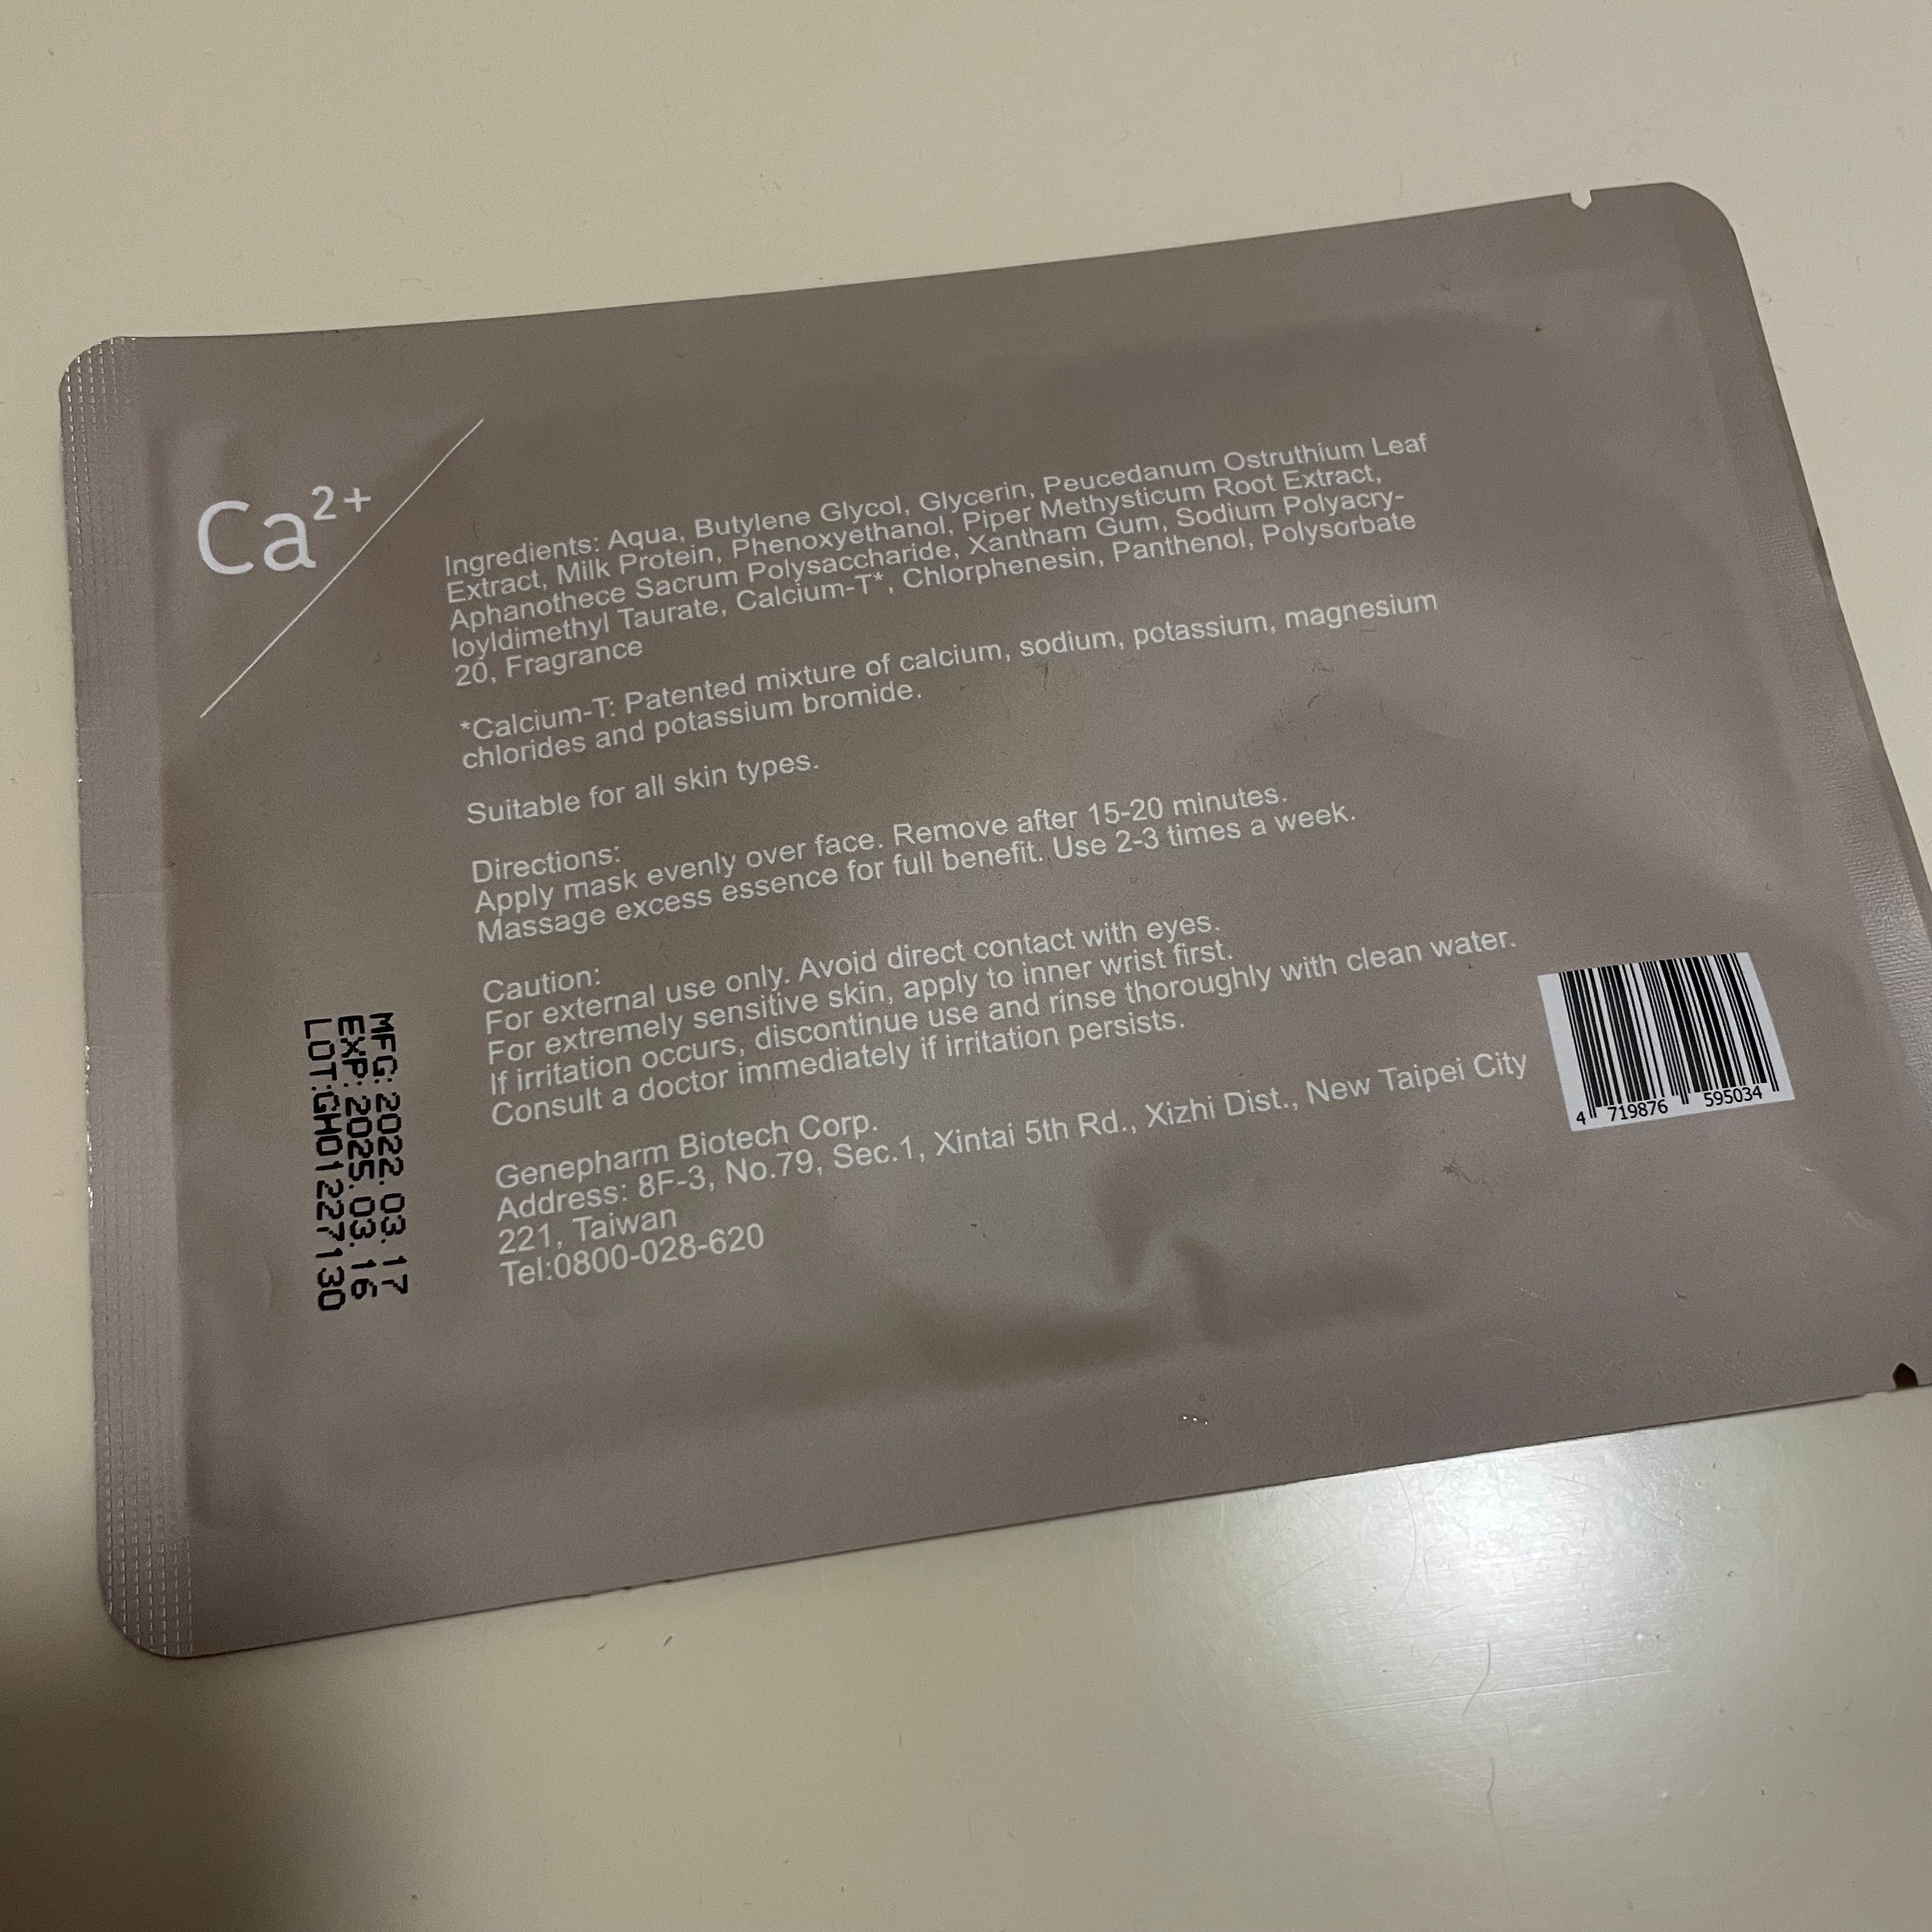 Ca2+
Ingredients: Aqua, Butylene Glycol, Glycerin, Peucedanum Ostruthium Leaf
Extract, Milk Protein, Phenoxyethanol, Piper Methysticum Root Extract,
Aphanothece Sacrum Polysaccharide, Xantham Gum, Sodium Polyacry-
loyldimethyl Taurate, Calcium-T*, Chlorphenesin, Panthenol, Polysorbate
20, Fragrance
*Calcium-T: Patented mixture of calcium, sodium, potassium, magnesium
chlorides and potassium bromide.
Suitable for all skin types.
Directions:
Apply mask evenly over face. Remove after 15-20 minutes.
Massage excess essence for full benefit. Use 2-3 times a week.
Caution:
For external use only. Avoid direct contact with eyes.
For extremely sensitive skin, apply to inner wrist first.
If irritation occurs, discontinue use and rinse thoroughly with clean water.
Consult a doctor immediately if irritation persists.
Genepharm Biotech Corp.
Address: 8F-3, No.79, Sec.1, Xintai 5th Rd., Xizhi Dist., New Taipei City
221, Taiwan
Tel:0800-028-620
MFG: 2022. 03. 17
EXP: 2025. 03. 16
LOT:GH01227130
4 719876 595034